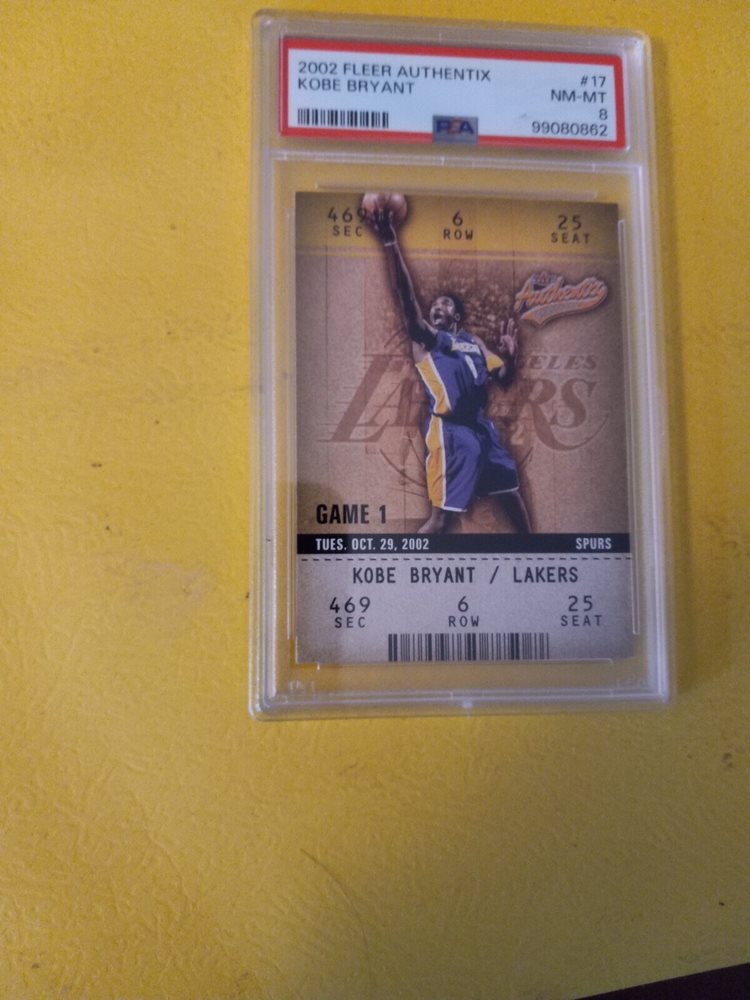 2002 FLEER AUTHENTIX #17
KOBE BRYANT NM-MT
8
PSA 99080862
469 6 25
SEC ROW SEAT
Authentix
ELES
LAKERS
GAME 1
TUES. OCT. 29, 2002 SPURS
KOBE BRYANT / LAKERS
469 6 25
SEC ROW SEAT